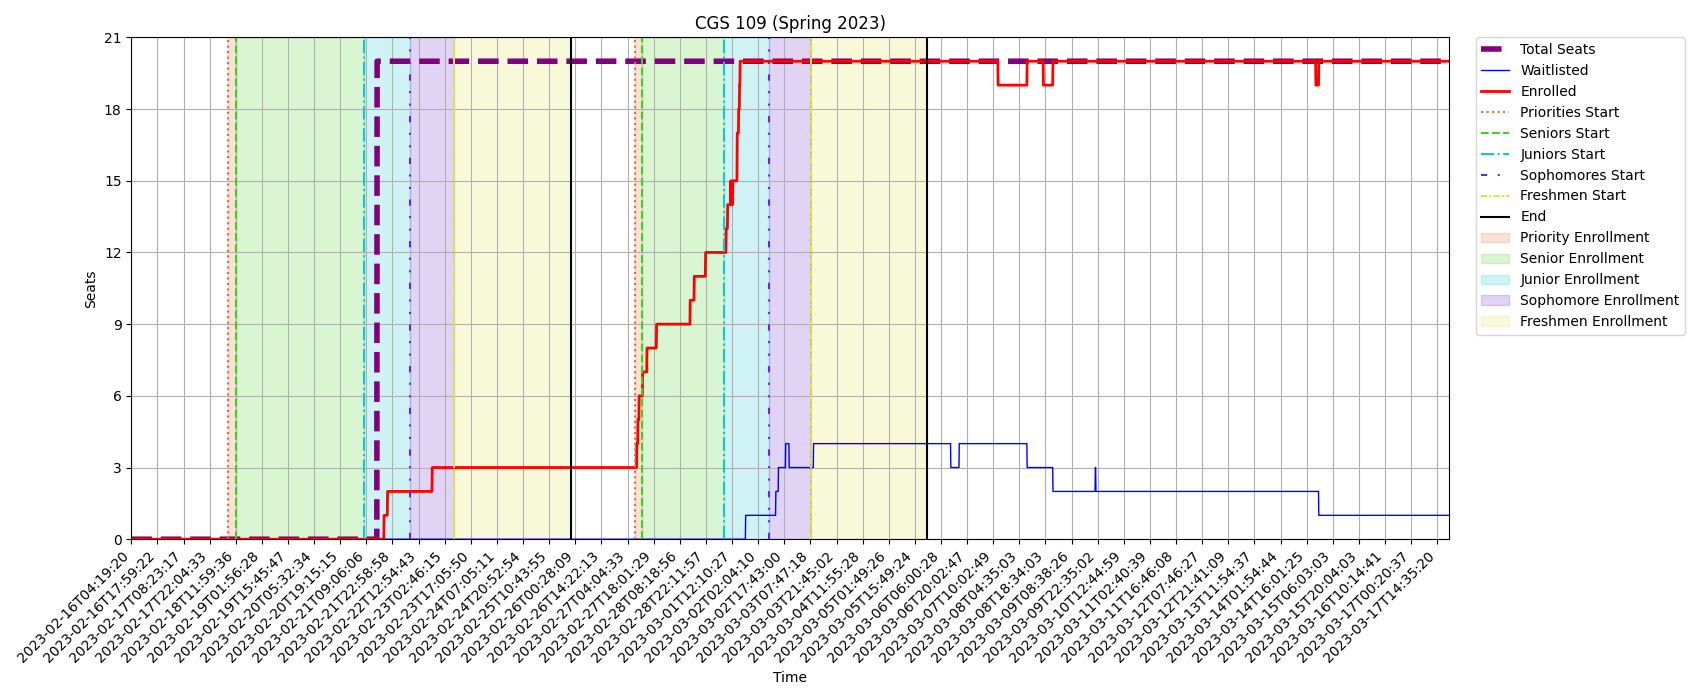 CGS 109 (Spring 2023)
Seats
21
18
15
12
9
6
3
0
2023-02-16T04:19:20
2023-02-16T17:59:22
2023-02-17T08:23:17
2023-02-17T22:04:33
2023-02-18T11:59:36
2023-02-19T01:56:28
2023-02-19T15:45:47
2023-02-20T05:32:34
2023-02-20T19:15:15
2023-02-21T09:06:06
2023-02-21T22:58:58
2023-02-22T12:54:43
2023-02-23T02:46:15
2023-02-23T17:05:50
2023-02-24T07:05:11
2023-02-24T20:52:54
2023-02-25T10:43:55
2023-02-26T00:28:09
2023-02-26T14:22:13
2023-02-27T04:04:33
2023-02-27T18:01:29
2023-02-28T08:18:56
2023-02-28T22:11:57
2023-03-01T12:10:27
2023-03-02T02:04:10
2023-03-02T17:43:00
2023-03-03T07:47:18
2023-03-03T21:45:02
2023-03-04T11:55:28
2023-03-05T01:49:26
2023-03-05T15:49:24
2023-03-06T06:00:28
2023-03-06T20:02:47
2023-03-07T10:02:49
2023-03-08T04:35:03
2023-03-08T18:34:03
2023-03-09T08:38:26
2023-03-09T22:35:02
2023-03-10T12:44:59
2023-03-11T02:40:39
2023-03-11T16:46:08
2023-03-12T07:46:27
2023-03-12T21:41:09
2023-03-13T11:54:37
2023-03-14T01:54:44
2023-03-14T16:01:25
2023-03-15T06:03:03
2023-03-15T20:04:03
2023-03-16T10:14:41
2023-03-17T00:20:37
2023-03-17T14:35:20
Time
Total Seats
Waitlisted
Enrolled
Priorities Start
Seniors Start
Juniors Start
Sophomores Start
Freshmen Start
End
Priority Enrollment
Senior Enrollment
Junior Enrollment
Sophomore Enrollment
Freshmen Enrollment